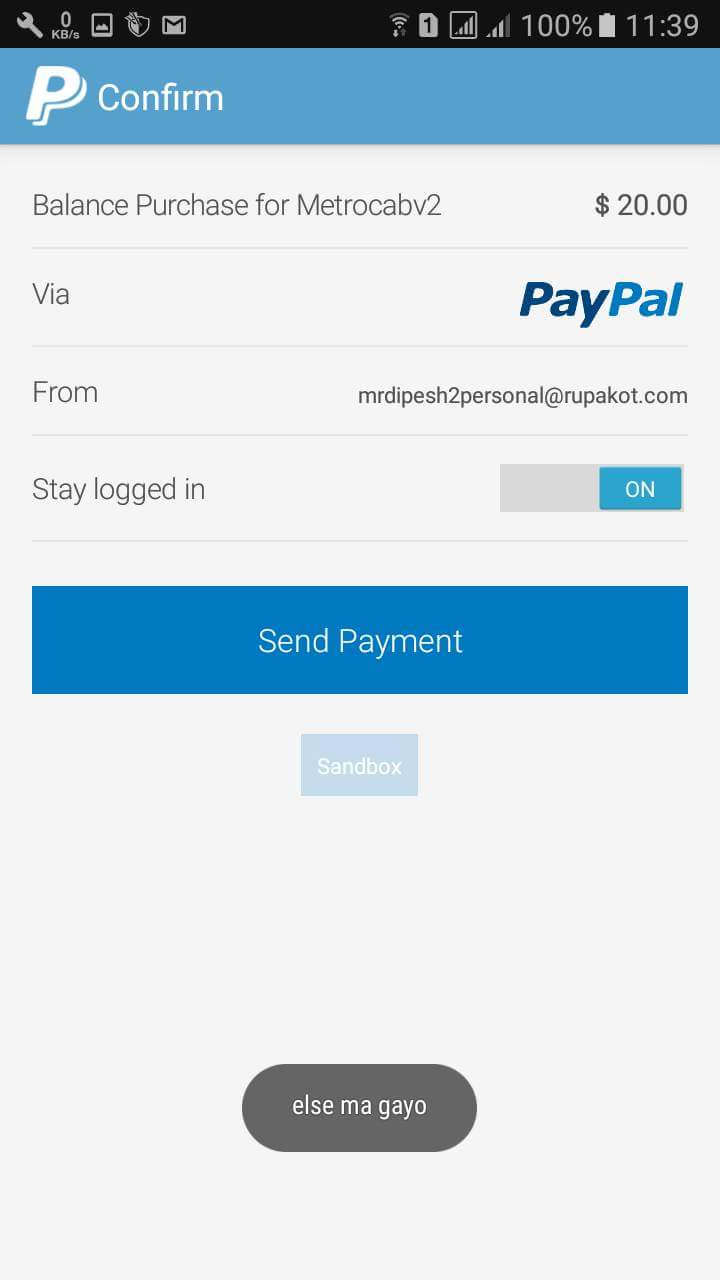 0
KB/s
1
100%
11:39
P Confirm
Balance Purchase for Metrocabv2 $ 20.00
Via PayPal
From mrdipesh2personal@rupakot.com
Stay logged in ON
Send Payment
Sandbox
else ma gayo